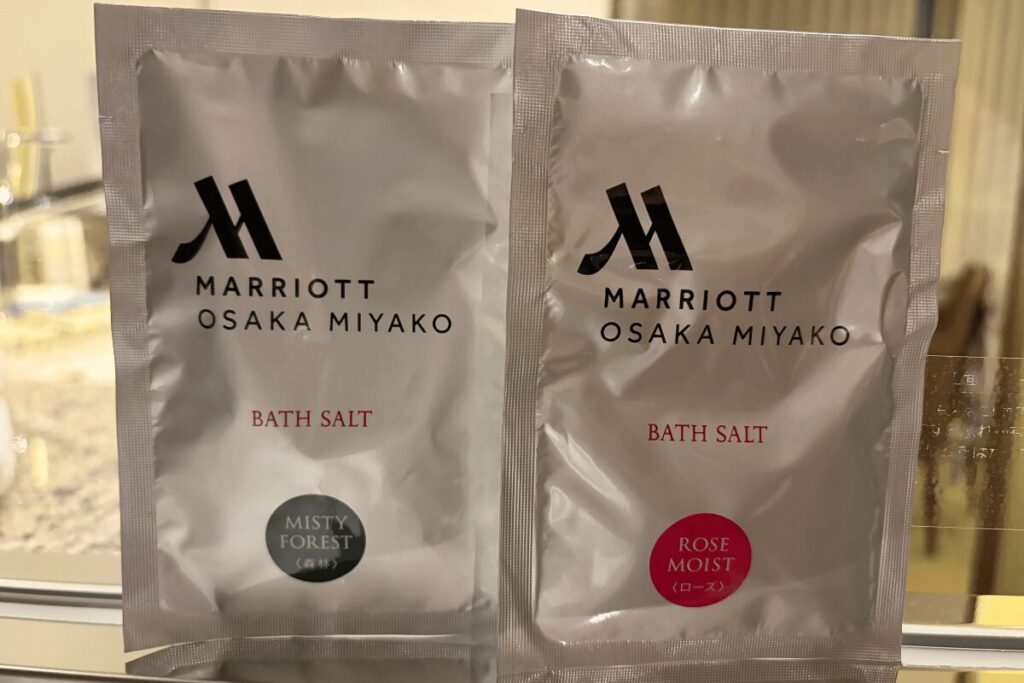 MARRIOTT
OSAKA MIYAKO
BATH SALT
MISTY
FOREST
〈森林〉
MARRIOTT
OSAKA MIYAKO
BATH SALT
ROSE
MOIST
〈ローズ〉